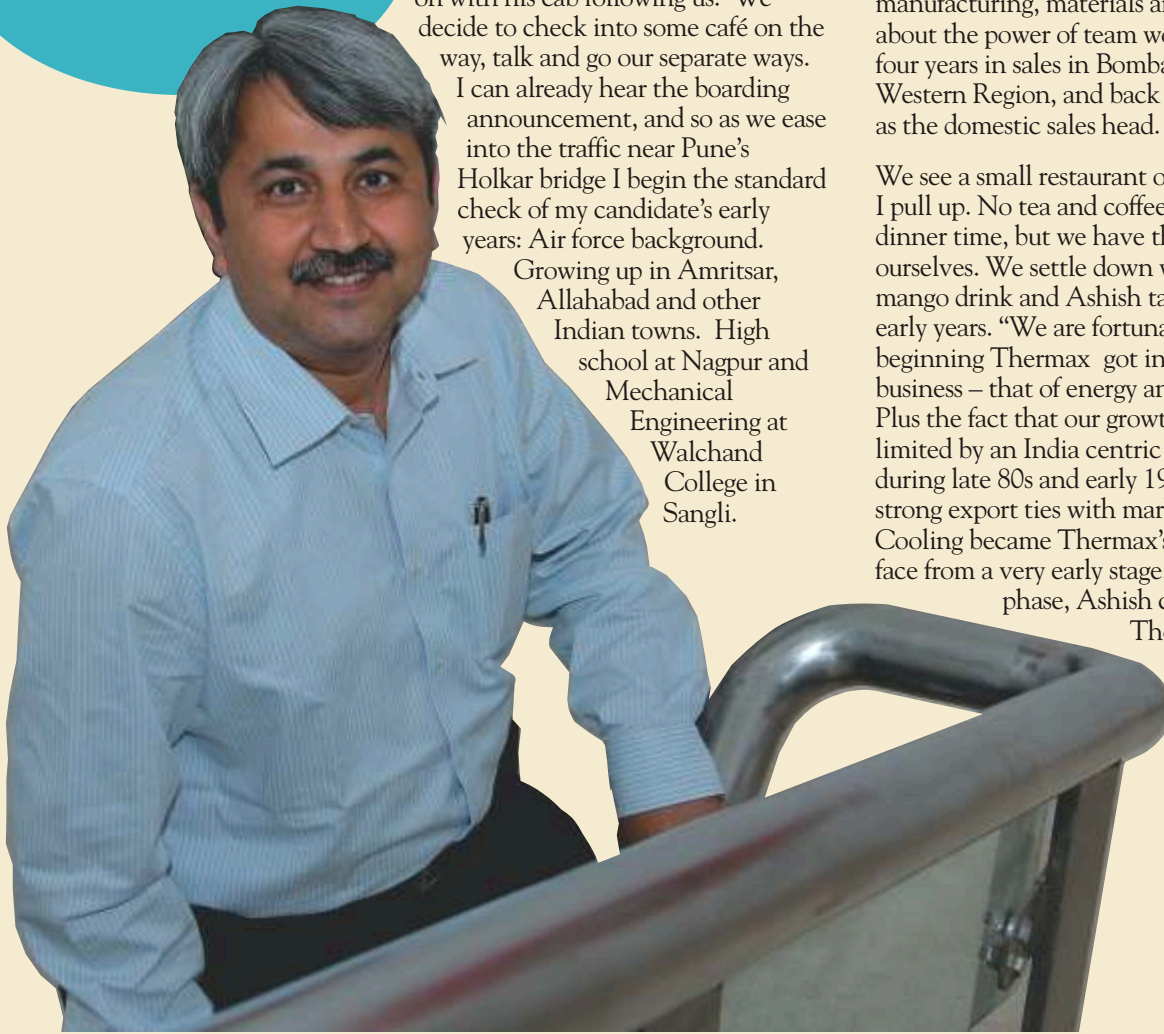 on with his cab following us. We
decide to check into some café on the
way, talk and go our separate ways.
I can already hear the boarding
announcement, and so as we ease
into the traffic near Pune's
Holkar bridge I begin the standard
check of my candidate's early
years: Air force background.
Growing up in Amritsar,
Allahabad and other
Indian towns. High
school at Nagpur and
Mechanical
Engineering at
Walchand
College in
Sangli.
manufacturing, materials
about the power of team
four years in sales in
Western Region, and back
as the domestic sales head.
We see a small restaurant
I pull up. No tea and coffee
dinner time, but we have
ourselves. We settle down
mango drink and Ashish
early years. “We are
beginning Thermax got
business – that of energy
Plus the fact that our
limited by an India centric
during late 80s and early
strong export ties with
Cooling became Thermax's
face from a very early stage
phase, Ashish